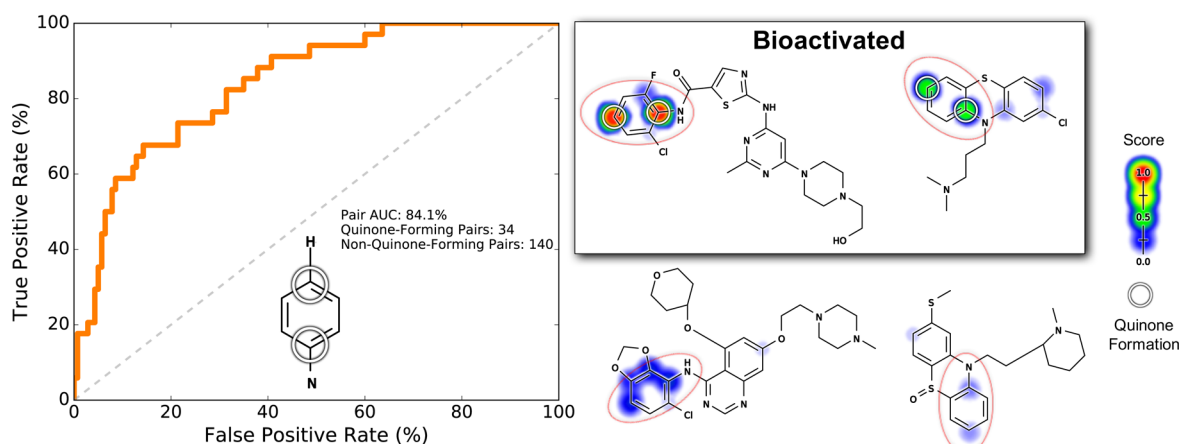 100
80
60
40
20
0
0 20 40 60 80 100
True Positive Rate (%)
False Positive Rate (%)
Pair AUC: 84.1%
Quinone-Forming Pairs: 34
Non-Quinone-Forming Pairs: 140
H
N
Bioactivated
F
O
N
H
Cl
N
S
NH
N
N
N
N
HO
S
N
Cl
N
O
O
O
O
H
N
Cl
O
N
N
N
N
S
N
S
O
N
Score
1.0
0.5
0.0
Quinone
Formation